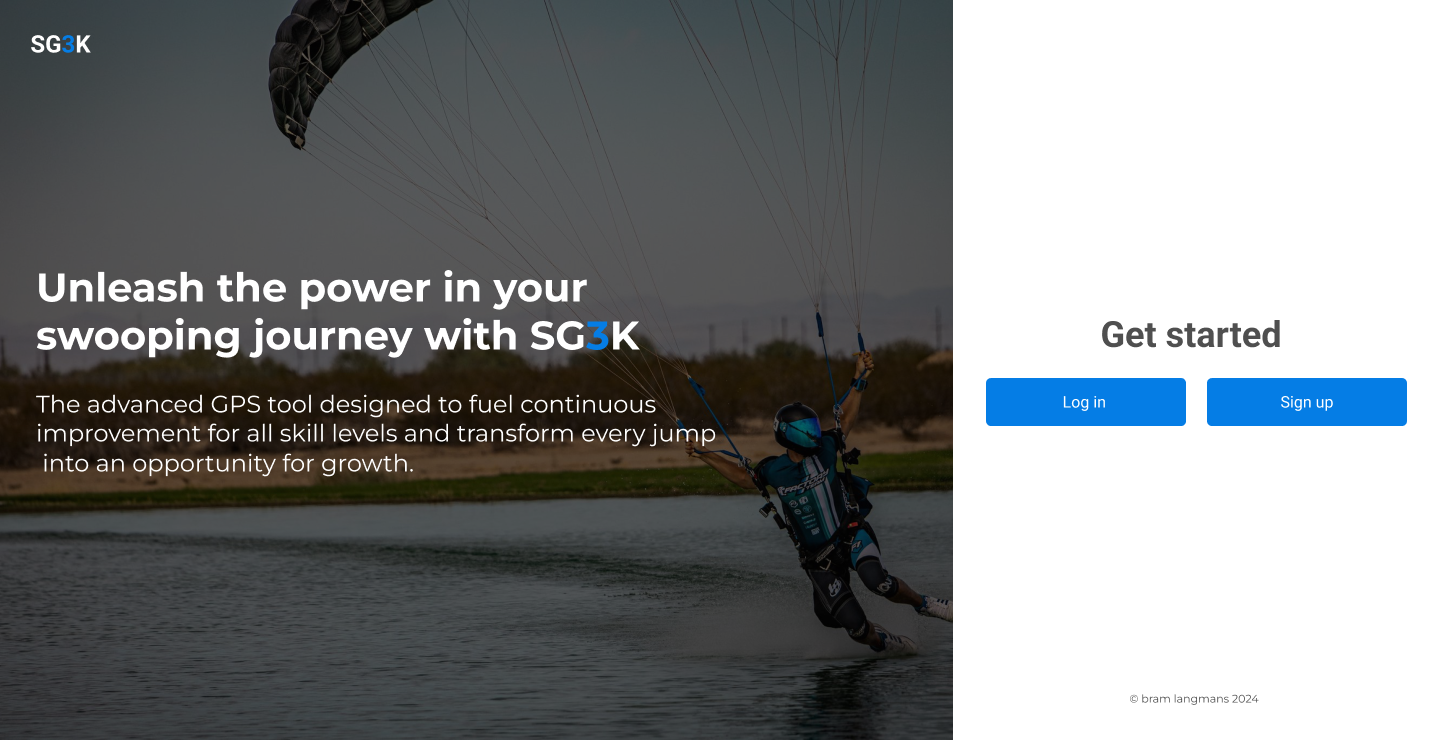 SG3K
Unleash the power in your
swooping journey with SG3K
The advanced GPS tool designed to fuel continuous
improvement for all skill levels and transform every jump
into an opportunity for growth.
Get started
Log in
Sign up
© bram langmans 2024